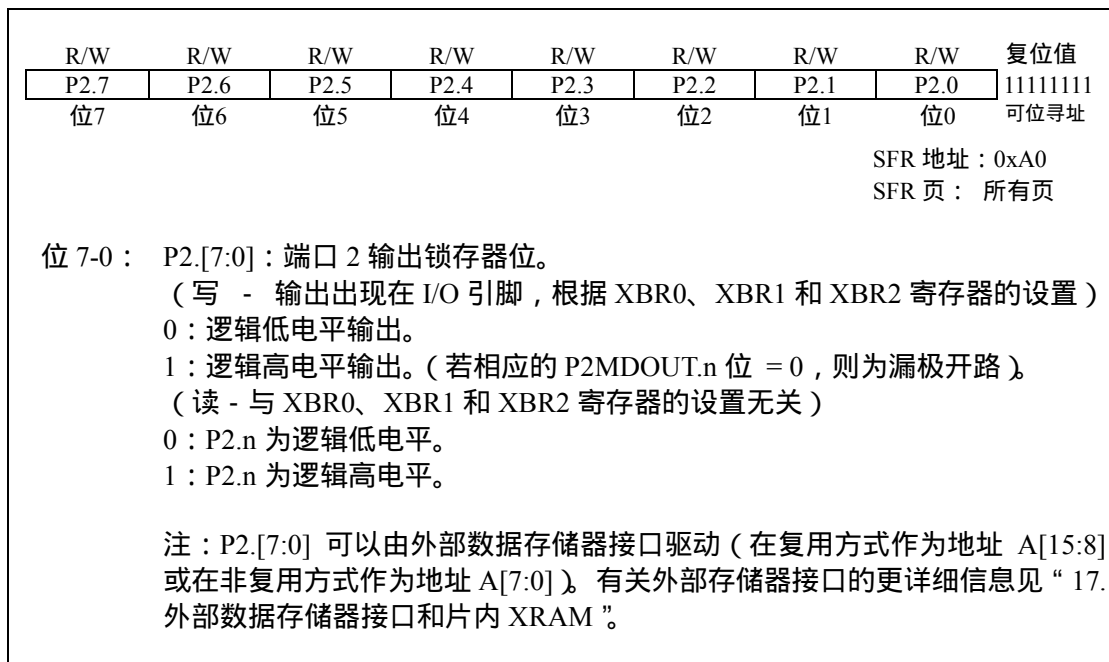 R/W R/W R/W R/W R/W R/W R/W R/W 复位值
P2.7 P2.6 P2.5 P2.4 P2.3 P2.2 P2.1 P2.0 11111111
位7 位6 位5 位4 位3 位2 位1 位0 可位寻址
SFR 地址：0xA0
SFR 页： 所有页
位 7-0： P2.[7:0]：端口 2 输出锁存器位。
（写 - 输出出现在 I/O 引脚，根据 XBR0、XBR1 和 XBR2 寄存器的设置）
0：逻辑低电平输出。
1：逻辑高电平输出。（若相应的 P2MDOUT.n 位 = 0，则为漏极开路）。
（读 - 与 XBR0、XBR1 和 XBR2 寄存器的设置无关）
0：P2.n 为逻辑低电平。
1：P2.n 为逻辑高电平。
注：P2.[7:0] 可以由外部数据存储器接口驱动（在复用方式作为地址 A[15:8]
或在非复用方式作为地址 A[7:0]）。有关外部存储器接口的更详细信息见“17.
外部数据存储器接口和片内 XRAM”。